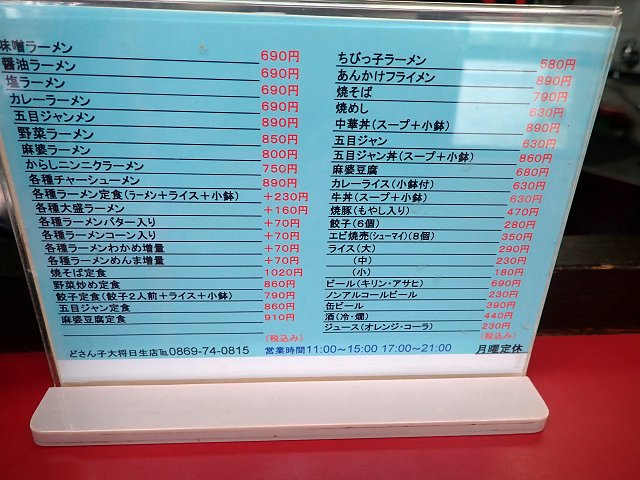 味噌ラーメン 690円
醤油ラーメン 690円
塩ラーメン 690円
カレーラーメン 690円
五目ジャンメン 890円
野菜ラーメン 850円
麻婆ラーメン 800円
からしニンニクラーメン 750円
各種チャーシューメン 890円
各種ラーメン定食(ラーメン＋ライス＋小鉢) ＋230円
各種大盛ラーメン ＋160円
各種ラーメンバター入り ＋70円
各種ラーメンコーン入り ＋70円
各種ラーメンわかめ増量 ＋70円
各種ラーメンめんま増量 ＋70円
焼そば定食 1020円
野菜炒め定食 860円
餃子定食(餃子2人前＋ライス＋小鉢) 790円
五目ジャン定食 860円
麻婆豆腐定食 910円
(税込み)
ちびっ子ラーメン 580円
あんかけフライメン 890円
焼そば 790円
焼めし 630円
中華丼(スープ＋小鉢) 890円
五目ジャン 630円
五目ジャン丼(スープ＋小鉢) 860円
麻婆豆腐 680円
カレーライス(小鉢付) 630円
牛丼(スープ＋小鉢) 630円
焼豚(もやし入り) 470円
餃子(6個) 280円
エビ焼売(シューマイ)(8個) 350円
ライス(大) 290円
(中) 230円
(小) 180円
ビール(キリン・アサヒ) 690円
ノンアルコールビール 230円
缶ビール 390円
酒(冷・燗) 440円
ジュース(オレンジ・コーラ) 230円
(税込み)
どさん子大将日生店℡0869-74-0815 営業時間11:00～15:00 17:00～21:00 月曜定休